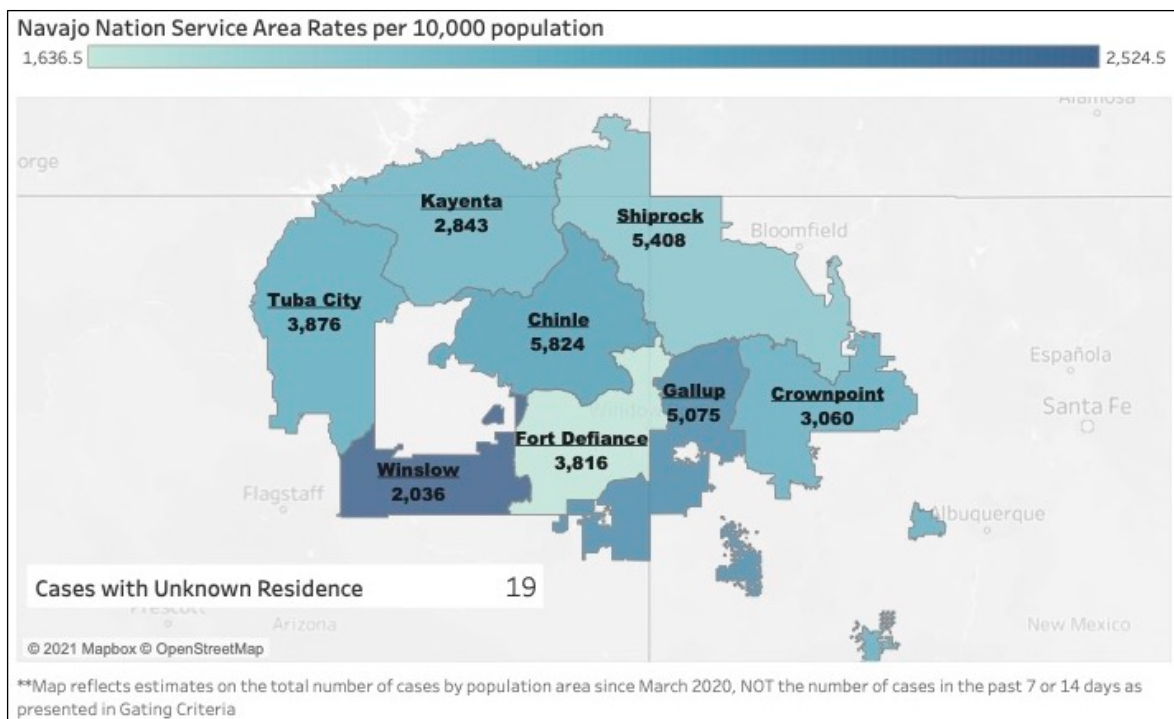 Navajo Nation Service Area Rates per 10,000 population
1,636.5
2,524.5
Alamosa
orge
Kayenta
2,843
Shiprock
5,408
Bloomfield
Tuba City
3,876
Chinle
5,824
Española
Gallup
5,075
Crownpoint
3,060
Santa Fe
Window
Fort Defiance
3,816
Winslow
2,036
Flagstaff
Albuquerque
Cases with Unknown Residence 19
Prescott
Arizona
New Mexico
© 2021 Mapbox © OpenStreetMap
**Map reflects estimates on the total number of cases by population area since March 2020, NOT the number of cases in the past 7 or 14 days as
presented in Gating Criteria